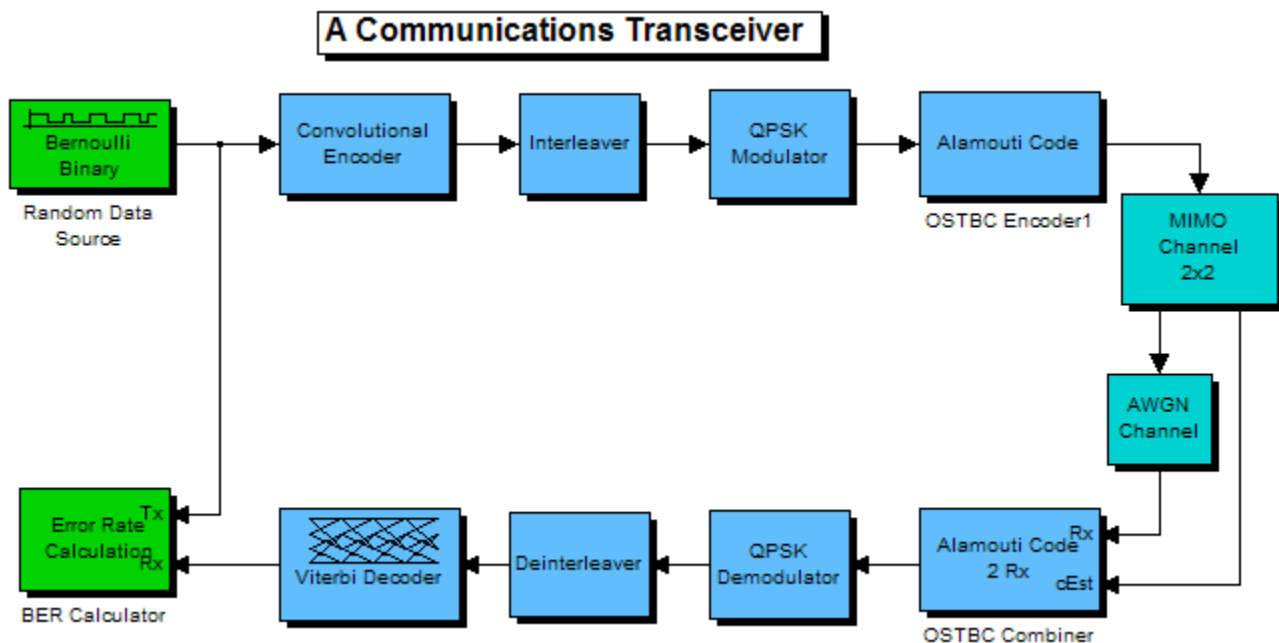 A Communications Transceiver
Bernoulli
Binary
Random Data
Source
Convolutional
Encoder
Interleaver
QPSK
Modulator
Alamouti Code
OSTBC Encoder1
MIMO
Channel
2x2
AWGN
Channel
Rx
cEst
Alamouti Code
2 Rx
OSTBC Combiner
QPSK
Demodulator
Deinterleaver
Viterbi Decoder
Tx
Rx
Error Rate
Calculation
BER Calculator